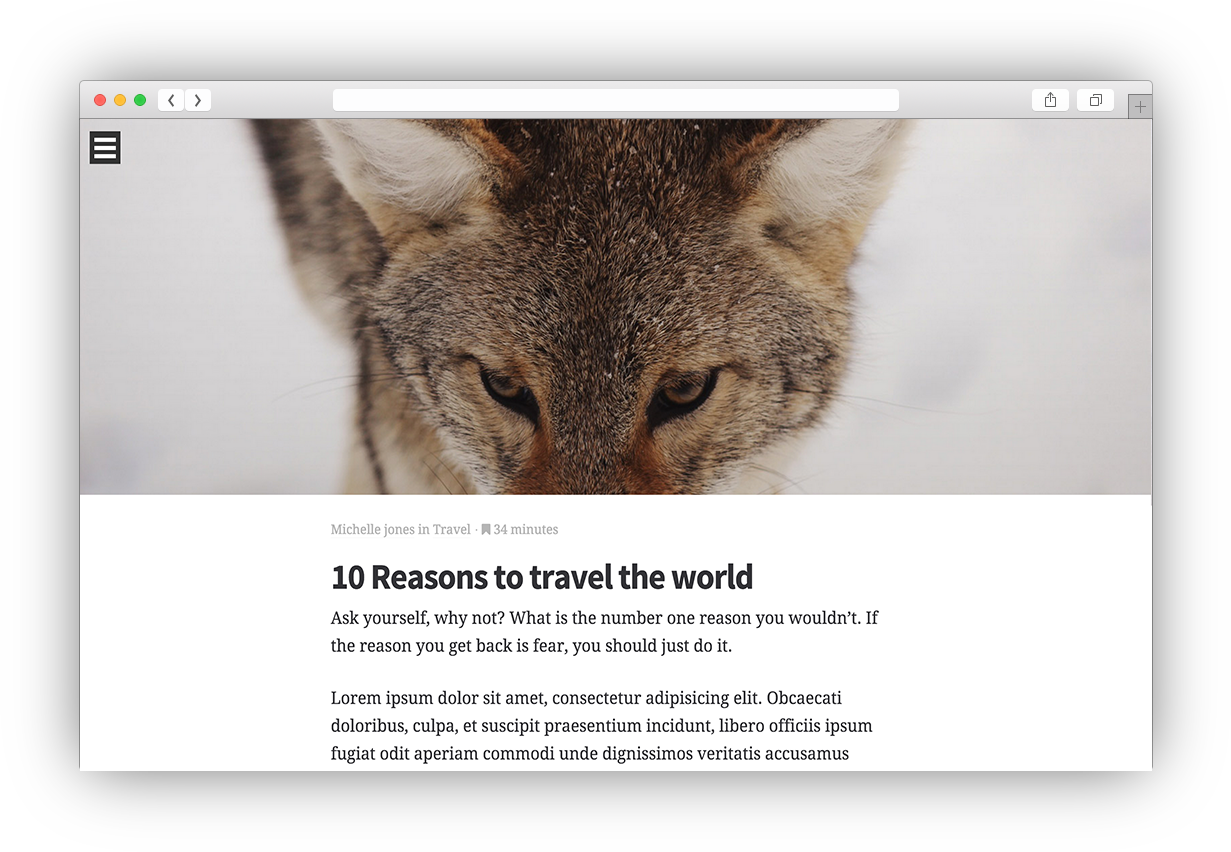 Michelle jones in Travel · 34 minutes
10 Reasons to travel the world
Ask yourself, why not? What is the number one reason you wouldn’t. If
the reason you get back is fear, you should just do it.
Lorem ipsum dolor sit amet, consectetur adipisicing elit. Obcaecati
doloribus, culpa, et suscipit praesentium incidunt, libero officiis ipsum
fugiat odit aperiam commodi unde dignissimos veritatis accusamus